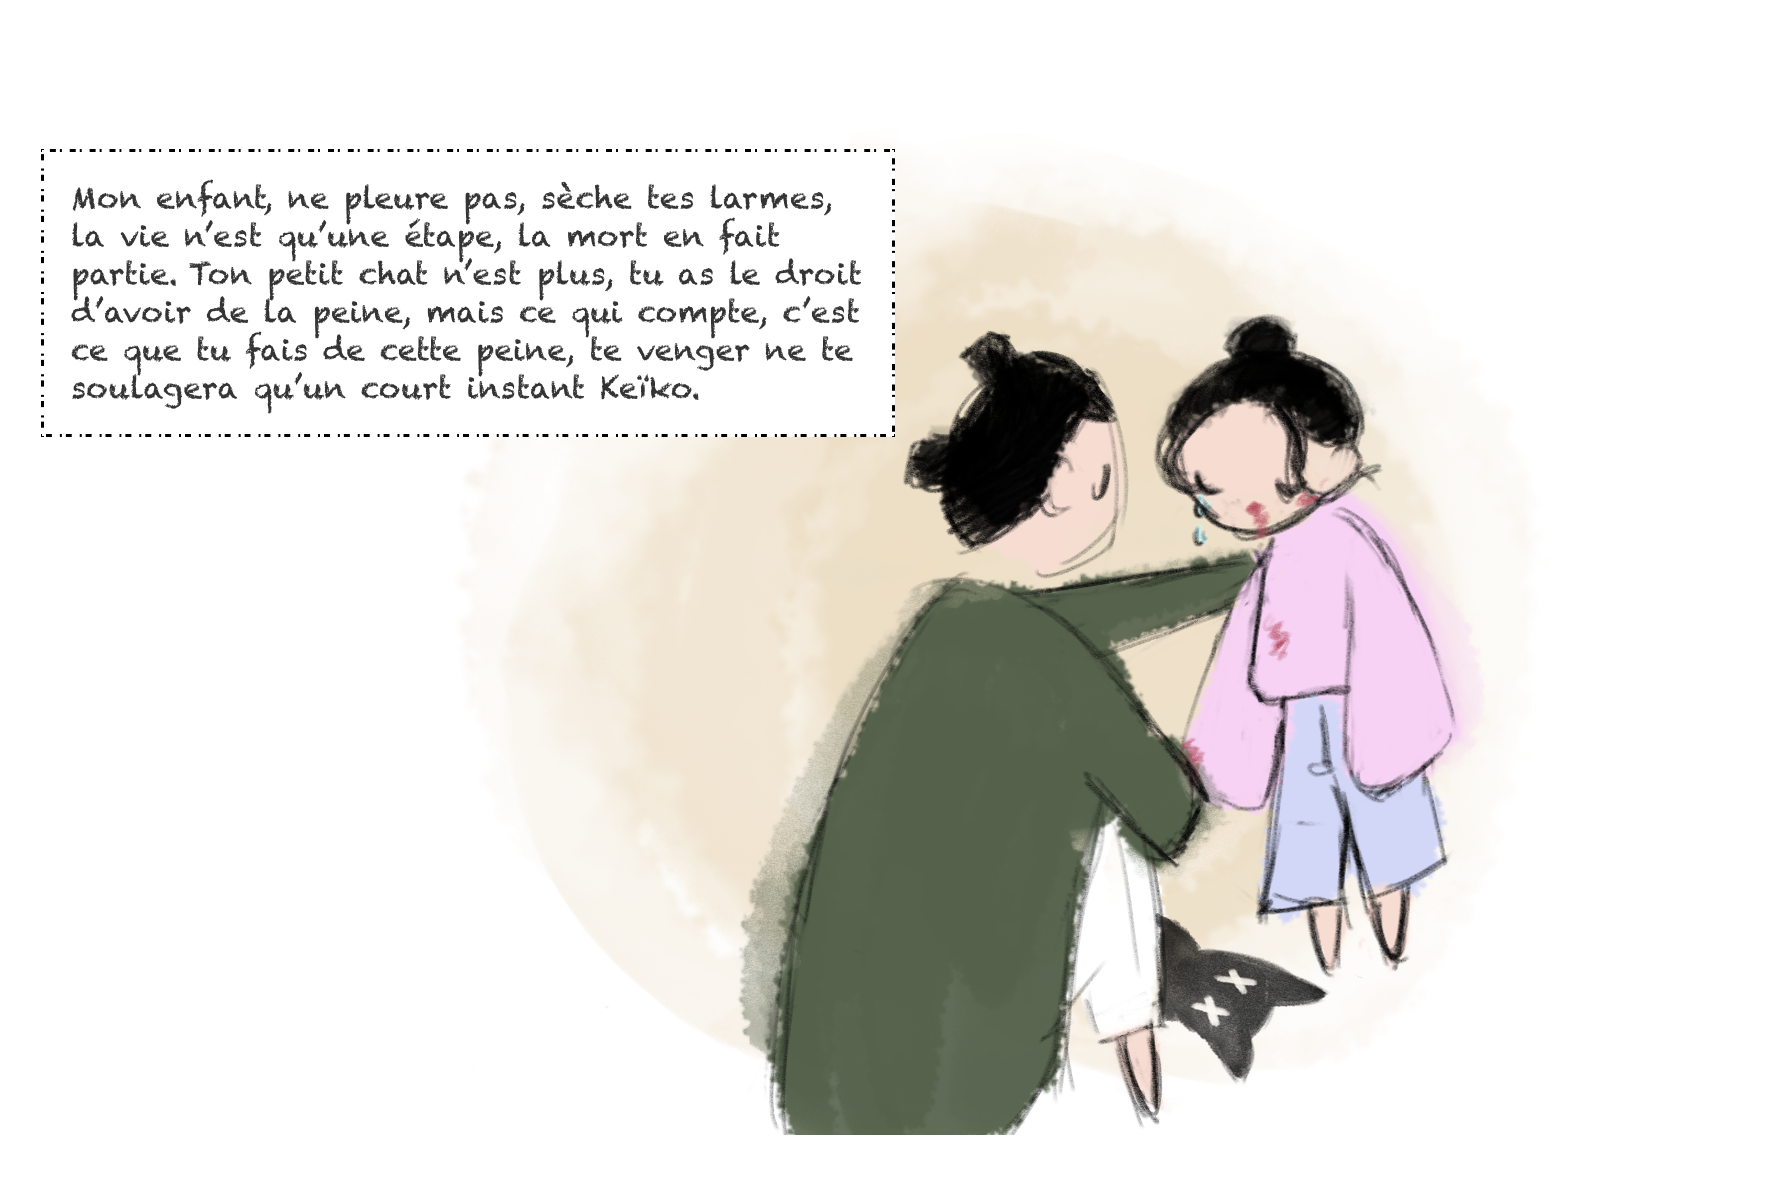 Mon enfant, ne pleure pas, sèche tes larmes,
la vie n'est qu'une étape, la mort en fait
partie. Ton petit chat n'est plus, tu as le droit
d'avoir de la peine, mais ce qui compte, c'est
ce que tu fais de cette peine, te venger ne te
soulagera qu'un court instant Keïko.